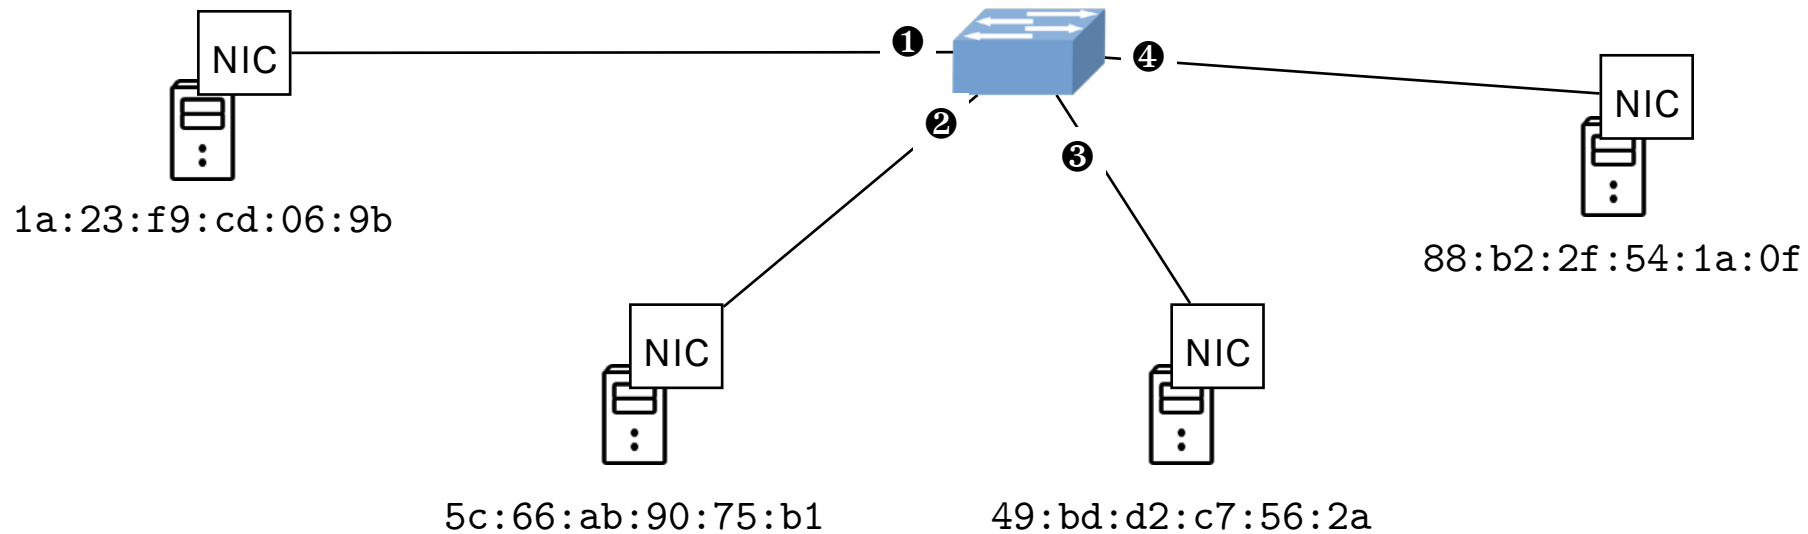 NIC
❶
❹
NIC
❷
❸
1a:23:f9:cd:06:9b
88:b2:2f:54:1a:0f
NIC
NIC
5c:66:ab:90:75:b1
49:bd:d2:c7:56:2a